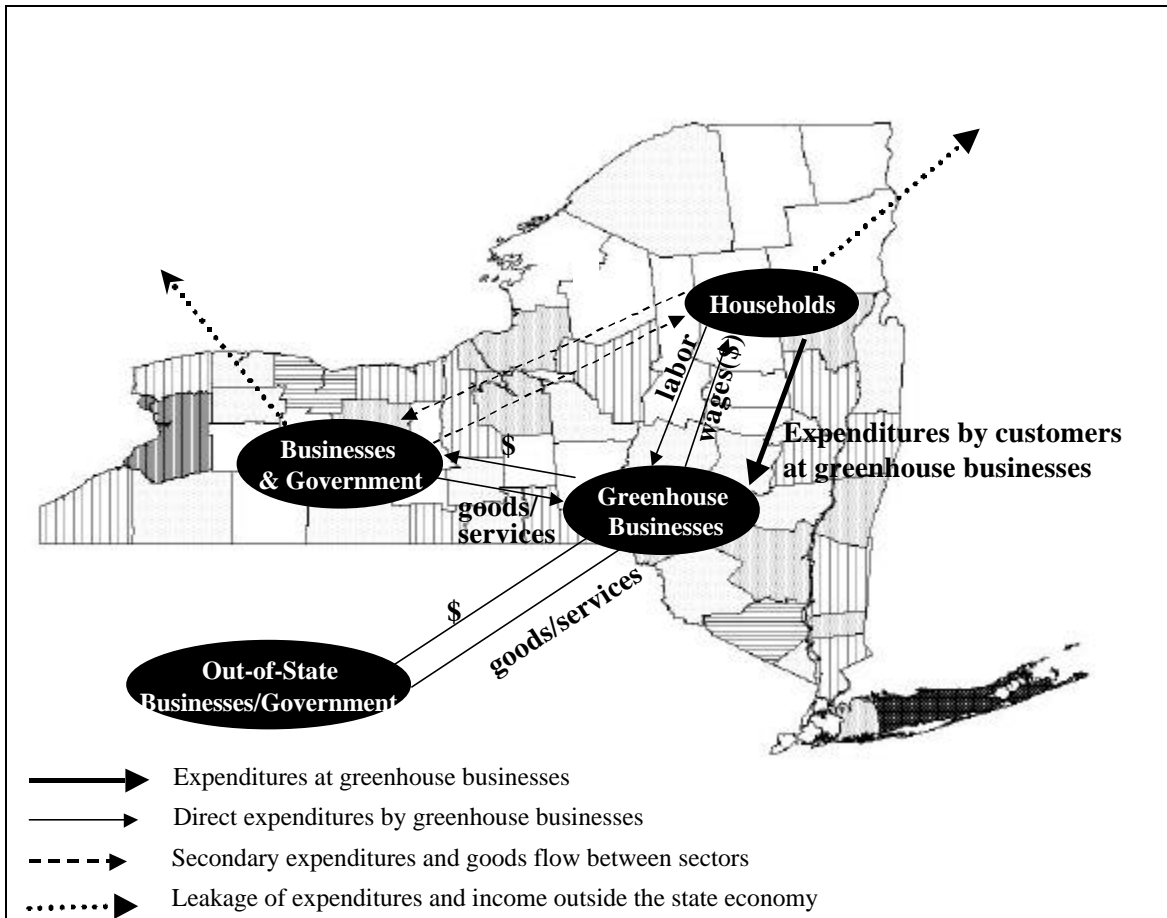 Households
labor
wages($)
Expenditures by customers
at greenhouse businesses
Businesses
& Government
$
goods/
services
Greenhouse
Businesses
$
goods/services
Out-of-State
Businesses/Government
Expenditures at greenhouse businesses
Direct expenditures by greenhouse businesses
Secondary expenditures and goods flow between sectors
Leakage of expenditures and income outside the state economy